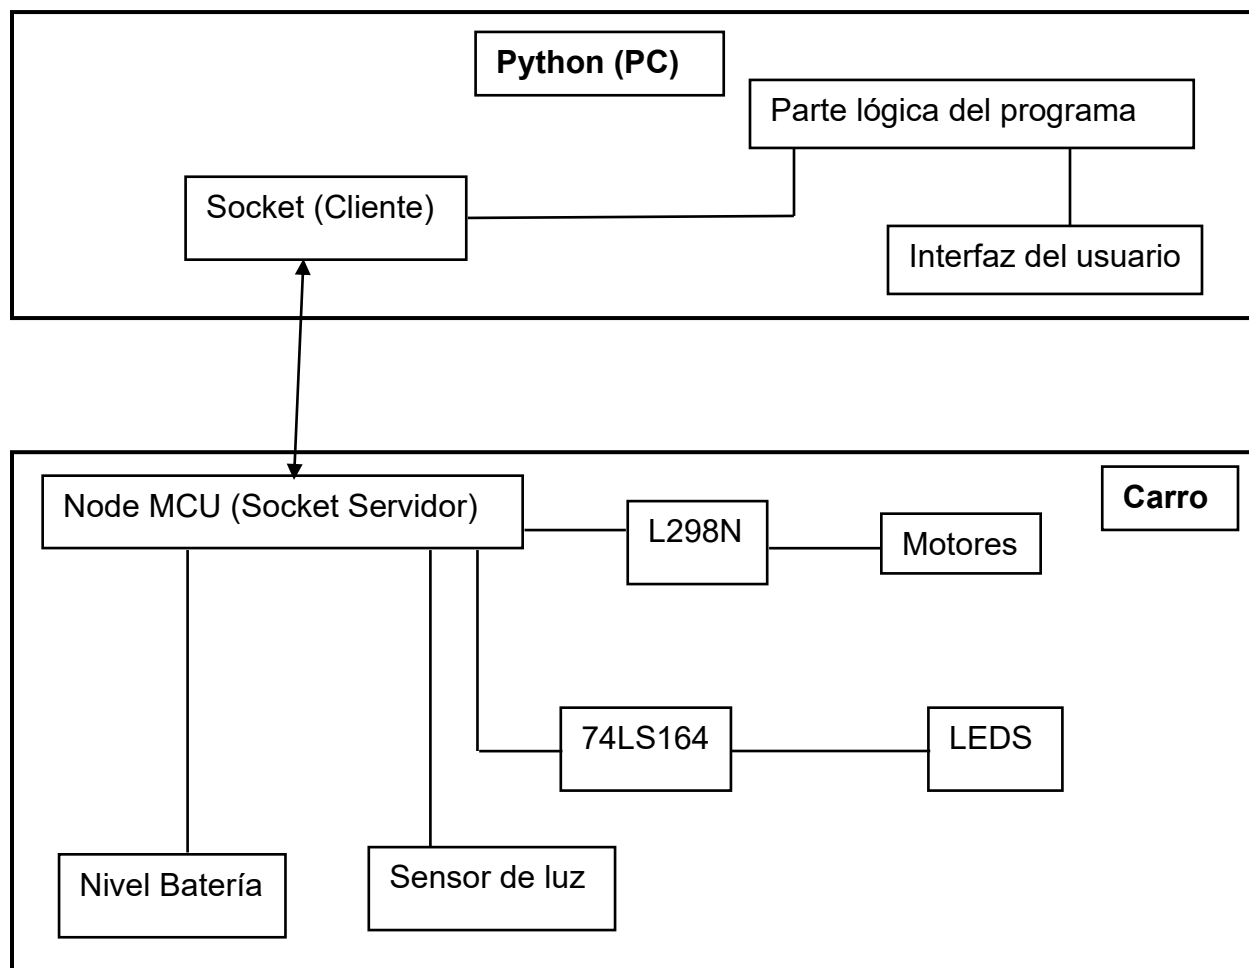 Python (PC)
Parte lógica del programa
Socket (Cliente)
Interfaz del usuario
Node MCU (Socket Servidor)
Carro
L298N
Motores
74LS164
LEDS
Nivel Batería
Sensor de luz